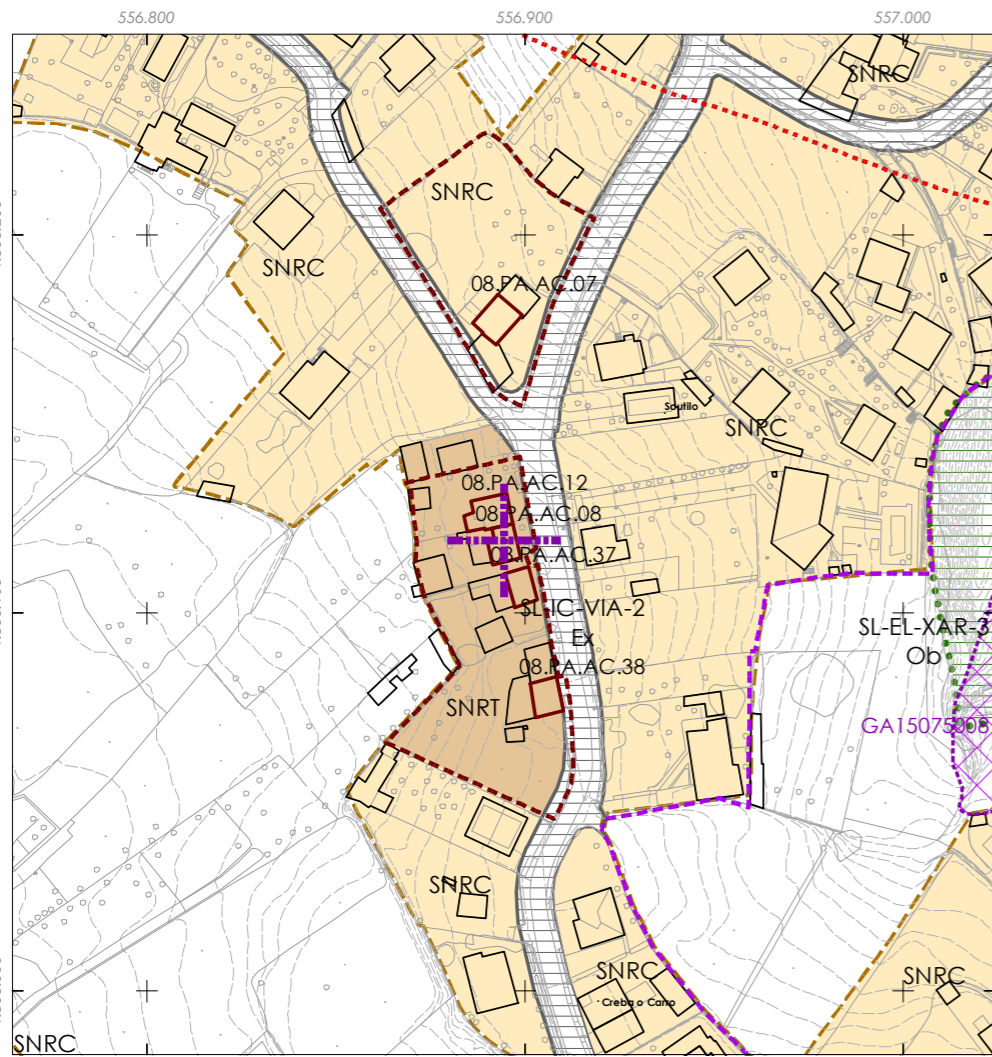 556.800
556.900
557.000
SNRC
SNRC
SNRC
08.PA.AC.07
Soutilo
SNRC
08.PA.AC.12
08.PA.AC.08
08.PA.AC.37
SL-IC-VIA-2
Ex
08.PA.AC.38
SL-EL-XAR-3
Ob
SNRT
GA15075008
SNRC
SNRC
SNRC
Creba o Carro
SNRC